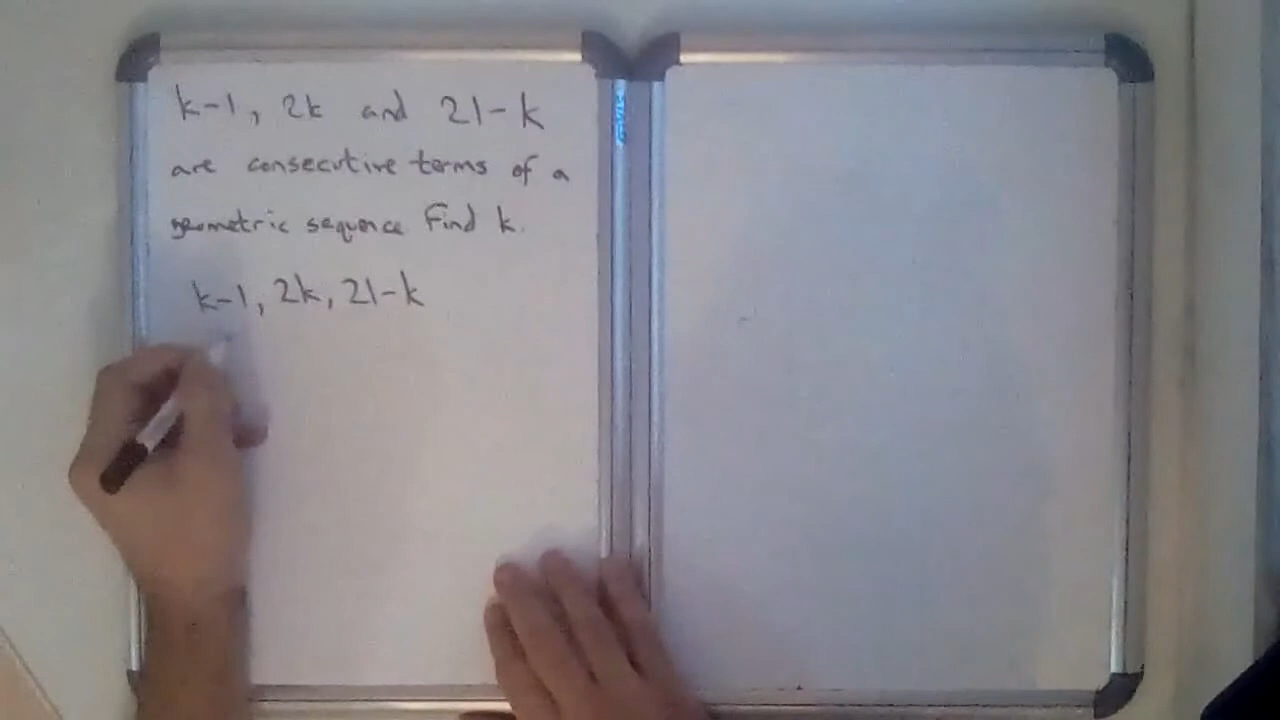 k-1, 2k and 21-k
are consecutive terms of a
geometric sequence Find k.
k-1, 2k, 21-k